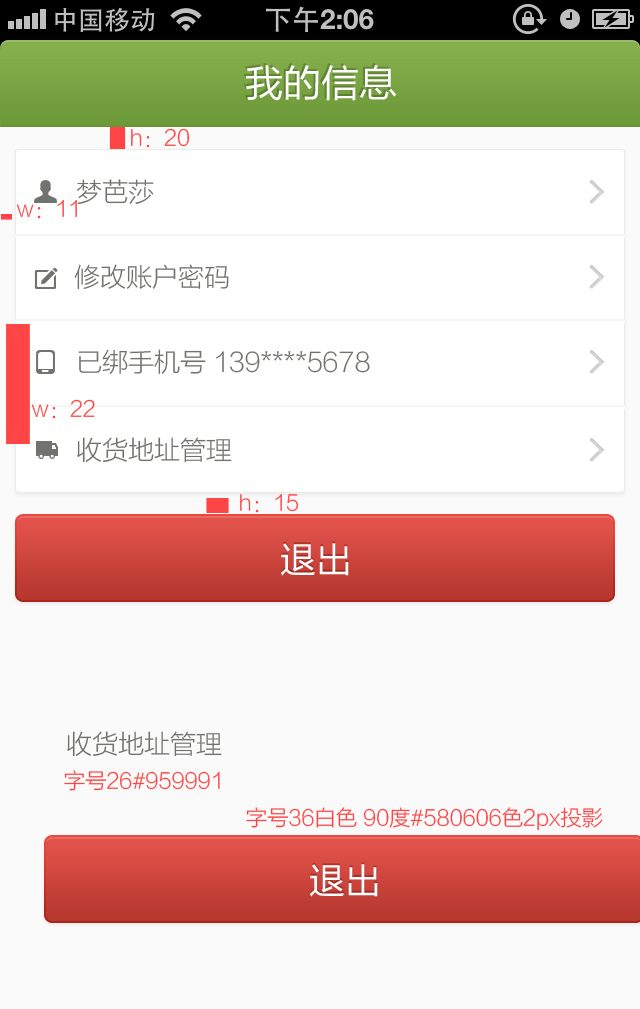 中国移动 下午2:06
我的信息
h：20
梦芭莎
w：11
修改账户密码
已绑手机号 139****5678
w：22
收货地址管理
h：15
退出
收货地址管理
字号26#959991
字号36白色 90度#580606色2px投影
退出